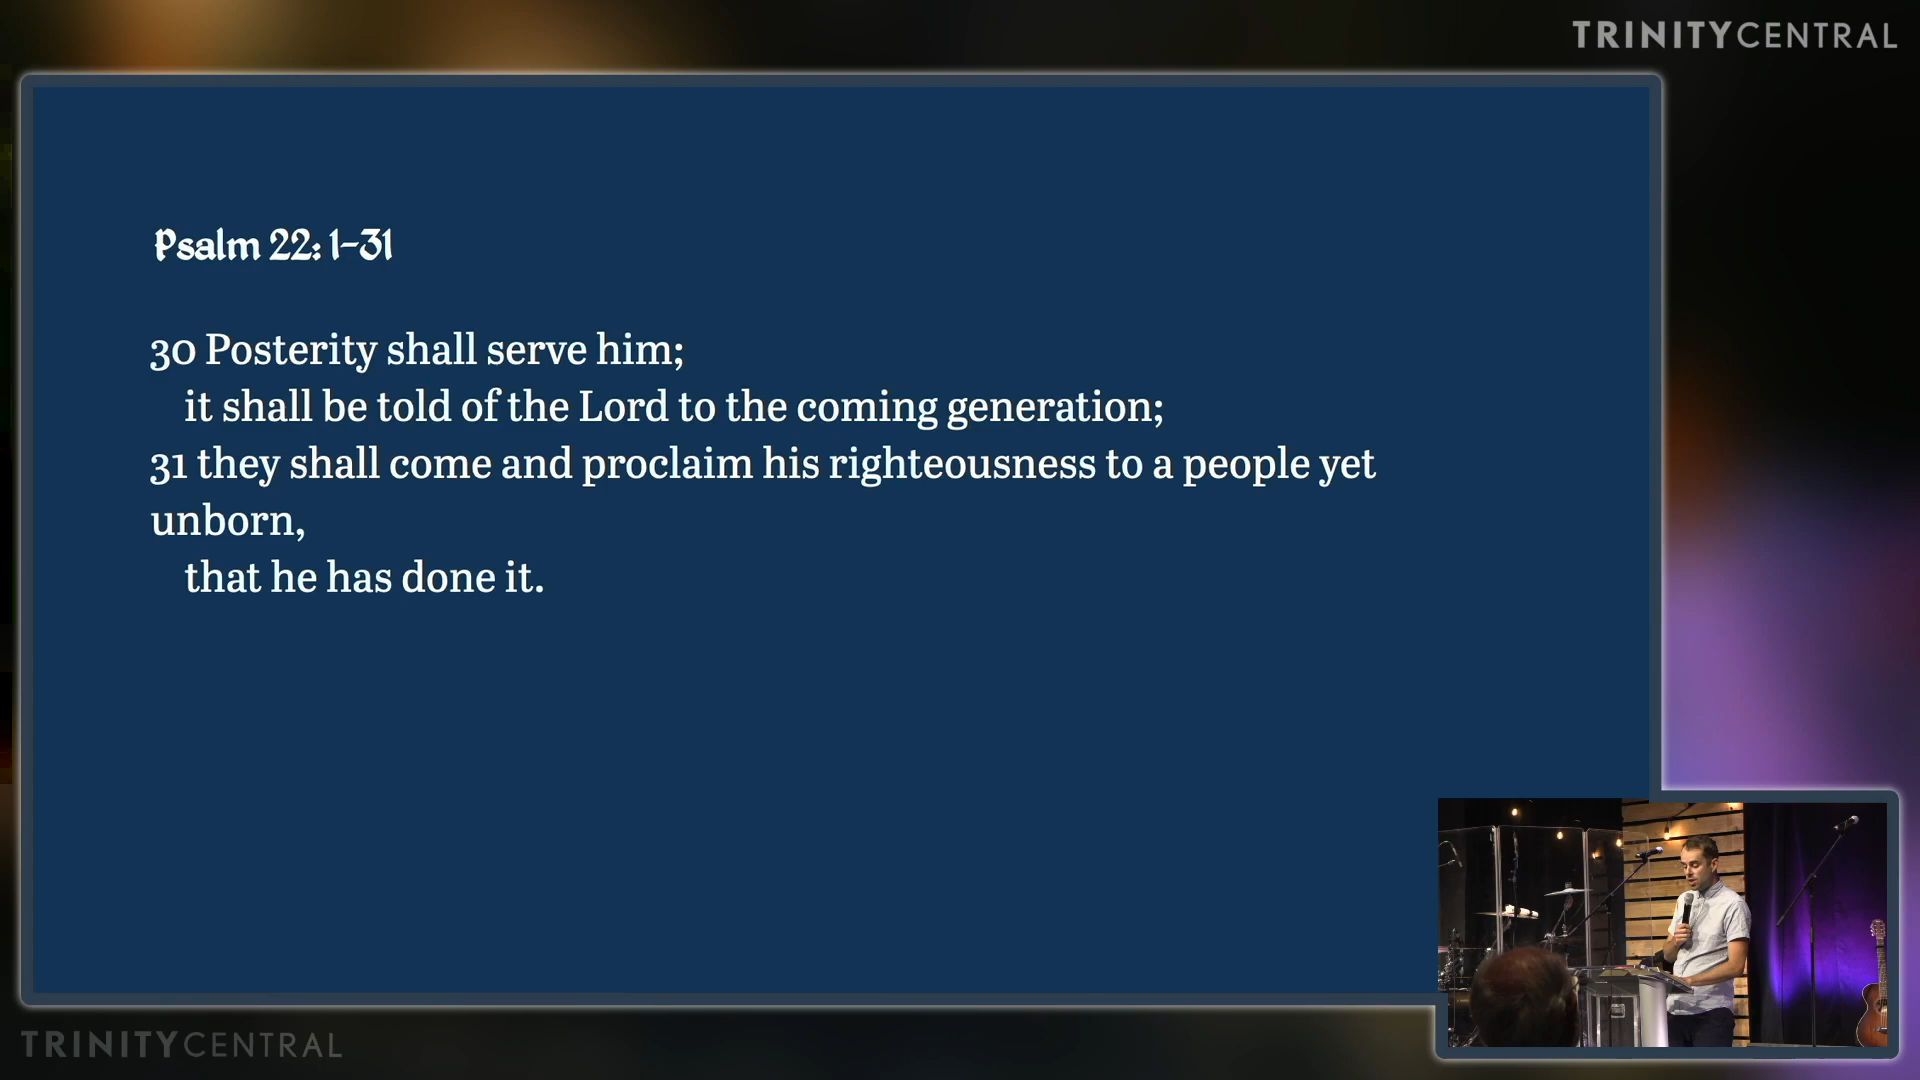 TRINITYCENTRAL
Psalm 22: 1–31
30 Posterity shall serve him;
it shall be told of the Lord to the coming generation;
31 they shall come and proclaim his righteousness to a people yet
unborn,
that he has done it.
TRINITYCENTRAL